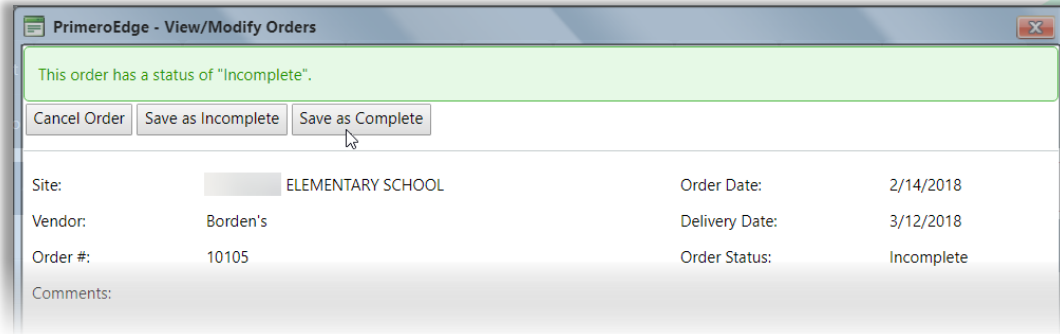 PrimeroEdge - View/Modify Orders
This order has a status of "Incomplete".
Cancel Order Save as Incomplete Save as Complete
Site: ELEMENTARY SCHOOL Order Date: 2/14/2018
Vendor: Borden's Delivery Date: 3/12/2018
Order #: 10105 Order Status: Incomplete
Comments: